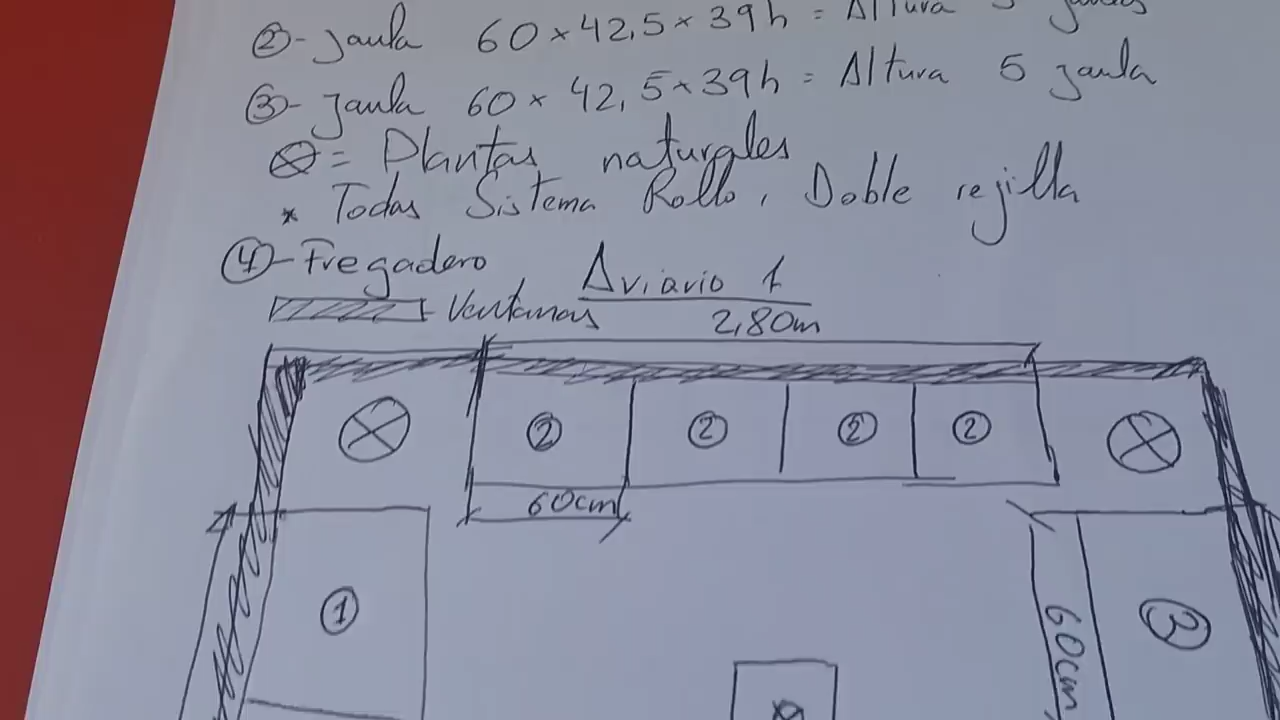 ②- jaula 60 x 42,5 x 39h = Altura
③- jaula 60 x 42,5 x 39h = Altura 5 jaula
⊗ = Plantas naturales
* Todas Sistema Rollo, Doble rejilla
④- Fregadero
Aviario 1
Ventanas
2,80m
② ② ② ②
60cm
①
③
60cm